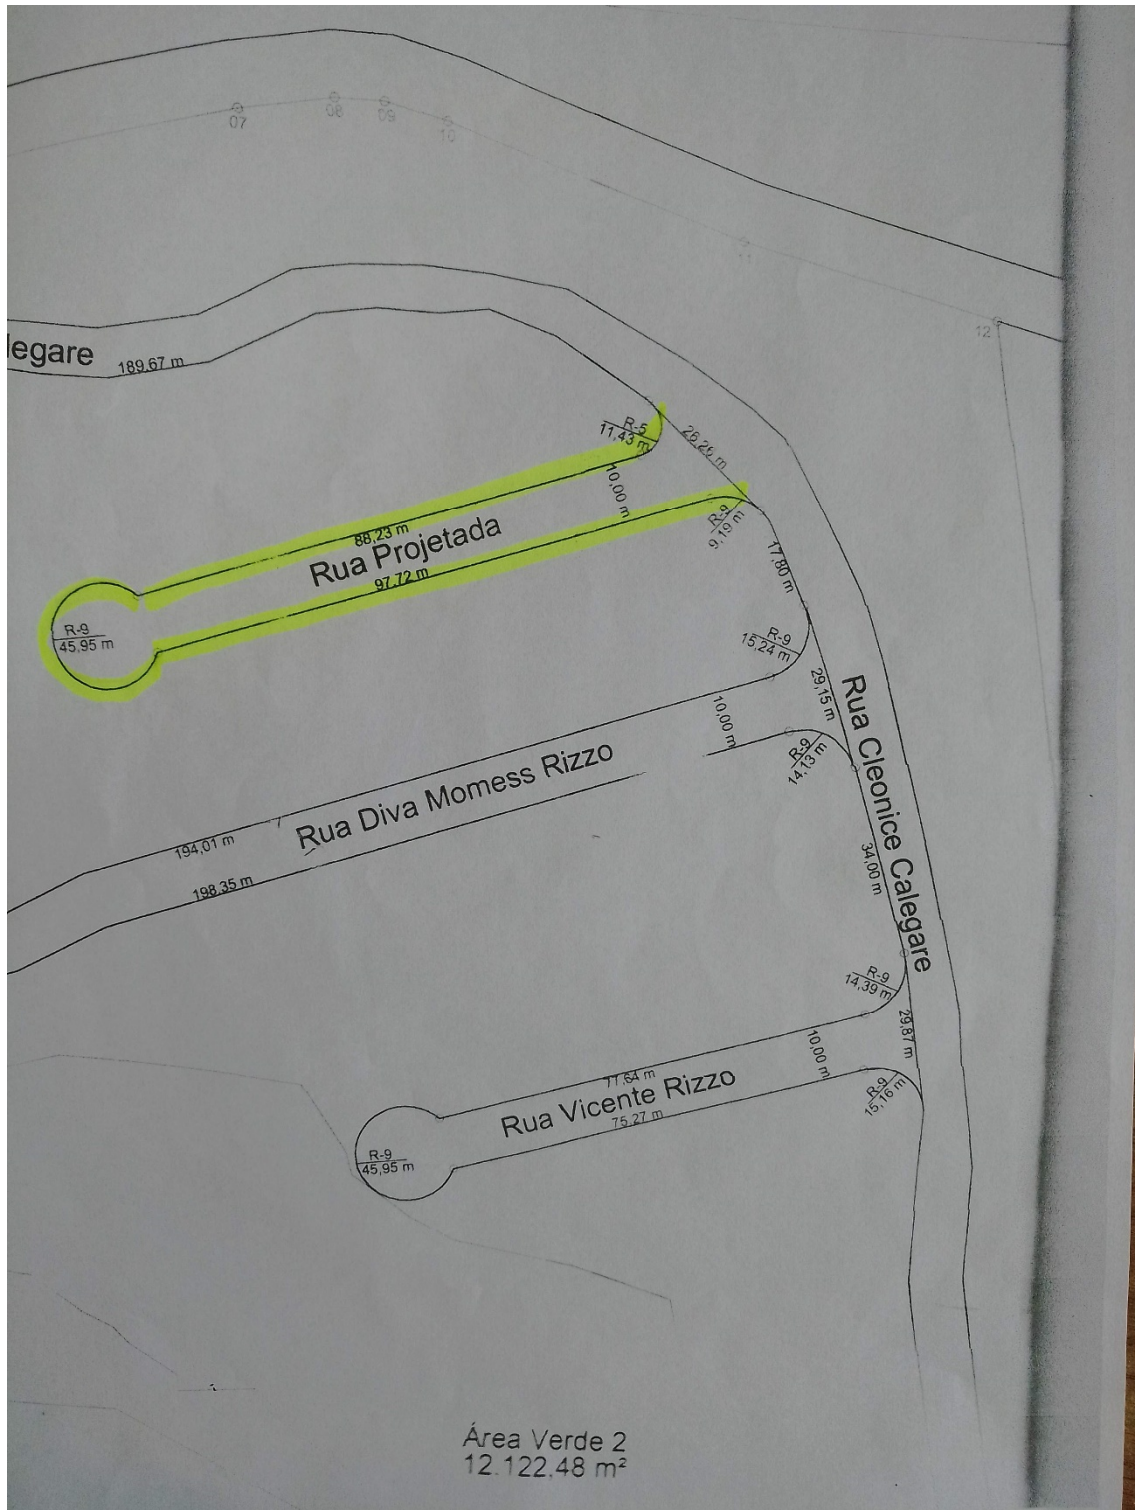 07
08
09
10
11
12
legare
189,67 m
R-5
11,43 m
26,26 m
10,00 m
88,23 m
Rua Projetada
97,72 m
R-9
9,19 m
17,80 m
R-9
45,95 m
R-9
15,24 m
29,15 m
10,00 m
R-9
14,13 m
Rua Diva Momess Rizzo
194,01 m
198,35 m
Rua Cleonice Calegare
34,00 m
R-9
14,39 m
29,87 m
10,00 m
77,64 m
Rua Vicente Rizzo
75,27 m
R-9
15,16 m
R-9
45,95 m
Área Verde 2
12.122,48 m²